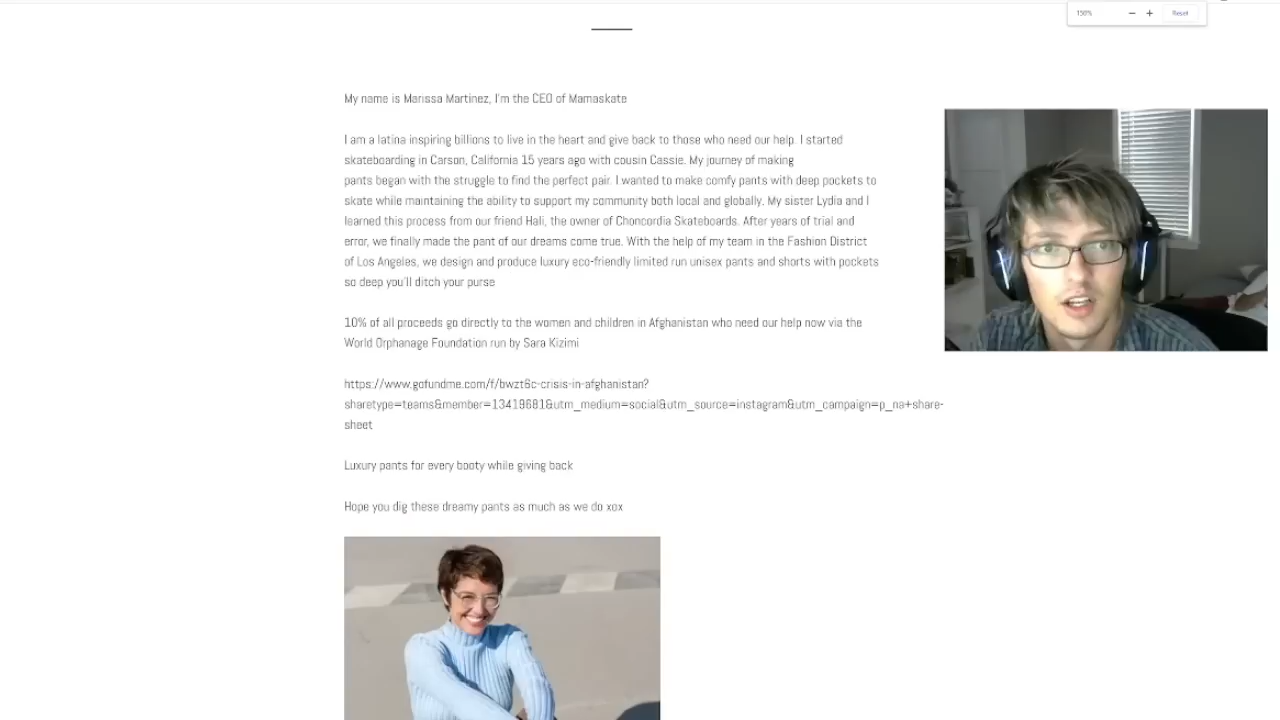 150%
Reset
My name is Marissa Martinez, I'm the CEO of Mamaskate
I am a latina inspiring billions to live in the heart and give back to those who need our help. I started
skateboarding in Carson, California 15 years ago with cousin Cassie. My journey of making
pants began with the struggle to find the perfect pair. I wanted to make comfy pants with deep pockets to
skate while maintaining the ability to support my community both local and globally. My sister Lydia and I
learned this process from our friend Hali, the owner of Choncordia Skateboards. After years of trial and
error, we finally made the pant of our dreams come true. With the help of my team in the Fashion District
of Los Angeles, we design and produce luxury eco-friendly limited run unisex pants and shorts with pockets
so deep you'll ditch your purse
10% of all proceeds go directly to the women and children in Afghanistan who need our help now via the
World Orphanage Foundation run by Sara Kizimi
https://www.gofundme.com/f/bwzt6c-crisis-in-afghanistan?
sharetype=teams&member=13419681&utm_medium=social&utm_source=instagram&utm_campaign=p_na+share-
sheet
Luxury pants for every booty while giving back
Hope you dig these dreamy pants as much as we do xox